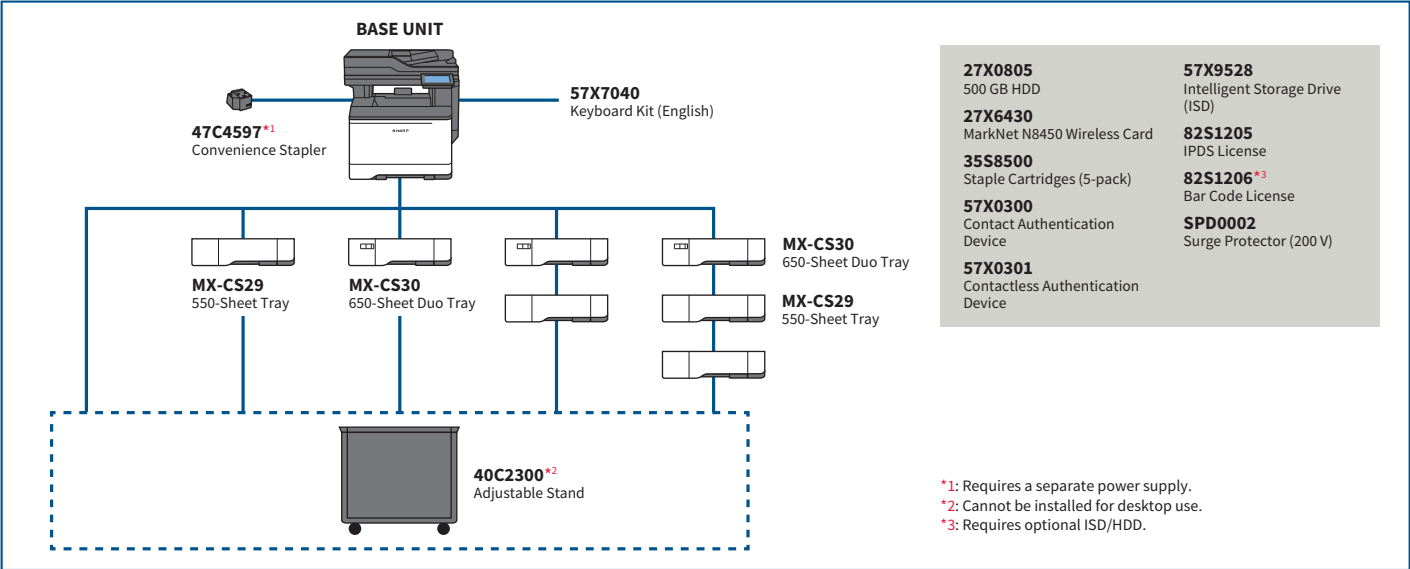 BASE UNIT
57X7040
Keyboard Kit (English)
47C4597*1
Convenience Stapler
SHARP
MX-CS29
550-Sheet Tray
MX-CS30
650-Sheet Duo Tray
MX-CS30
650-Sheet Duo Tray
MX-CS29
550-Sheet Tray
40C2300*2
Adjustable Stand
27X0805
500 GB HDD
27X6430
MarkNet N8450 Wireless Card
35S8500
Staple Cartridges (5-pack)
57X0300
Contact Authentication
Device
57X0301
Contactless Authentication
Device
57X9528
Intelligent Storage Drive
(ISD)
82S1205
IPDS License
82S1206*3
Bar Code License
SPD0002
Surge Protector (200 V)
*1: Requires a separate power supply.
*2: Cannot be installed for desktop use.
*3: Requires optional ISD/HDD.